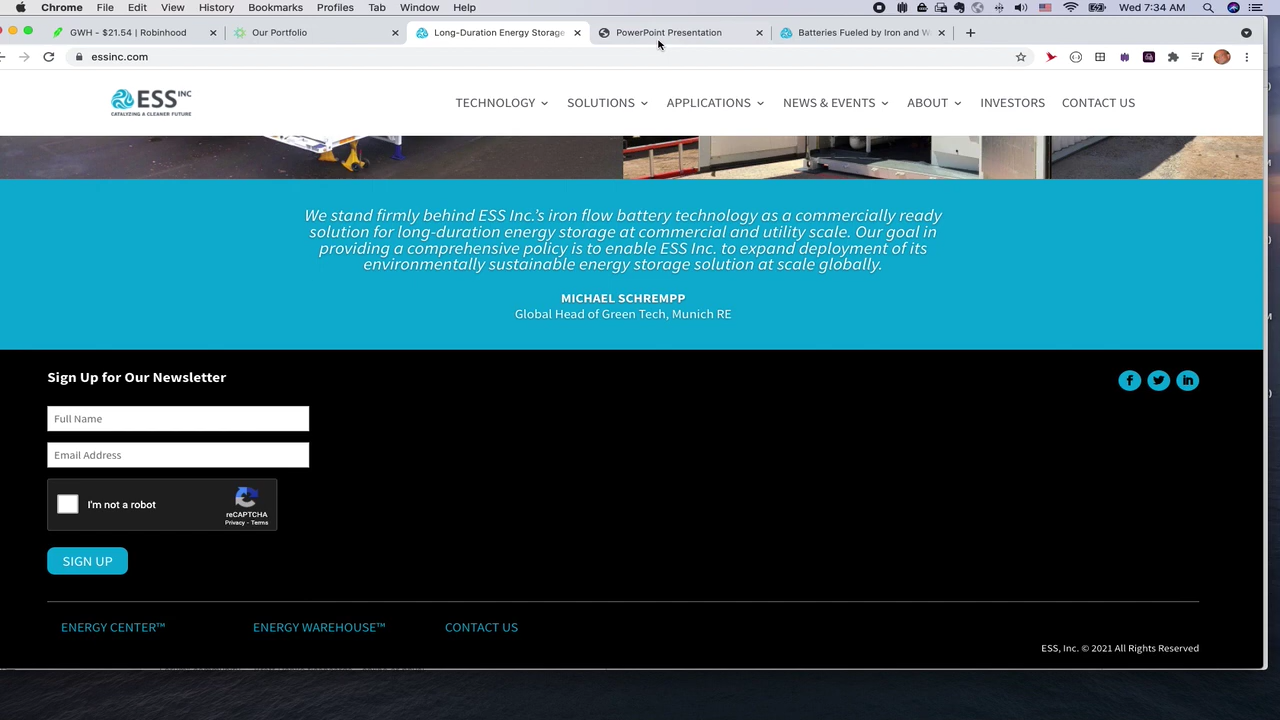 Chrome File Edit View History Bookmarks Profiles Tab Window Help Wed 7:34 AM
GWH - $21.54 | Robinhood Our Portfolio Long-Duration Energy Storage PowerPoint Presentation Batteries Fueled by Iron and W
essinc.com
ESS INC
CATALYZING A CLEANER FUTURE
TECHNOLOGY SOLUTIONS APPLICATIONS NEWS & EVENTS ABOUT INVESTORS CONTACT US
We stand firmly behind ESS Inc.’s iron flow battery technology as a commercially ready
solution for long-duration energy storage at commercial and utility scale. Our goal in
providing a comprehensive policy is to enable ESS Inc. to expand deployment of its
environmentally sustainable energy storage solution at scale globally.
MICHAEL SCHREMPP
Global Head of Green Tech, Munich RE
Sign Up for Our Newsletter
Full Name
Email Address
I'm not a robot
reCAPTCHA
Privacy - Terms
SIGN UP
ENERGY CENTER™ ENERGY WAREHOUSE™ CONTACT US
ESS, Inc. © 2021 All Rights Reserved